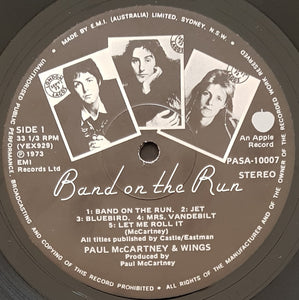 MADE BY E.M.I. (AUSTRALIA) LIMITED, SYDNEY, N.S.W.
UNAUTHORISED PUBLIC PERFORMANCE, BROADCASTING AND COPYING OF THIS RECORD PROHIBITED. ALL RIGHTS OF THE MANUFACTURER AND OF THE OWNER OF THE RECORDED WORK RESERVED
SIDE 1
33 1/3 RPM
(YEX929)
℗ 1973
EMI
Records Ltd
An Apple
Record
PASA-10007
STEREO
Band on the Run
1: BAND ON THE RUN. 2: JET
3: BLUEBIRD. 4: MRS. VANDEBILT
5: LET ME ROLL IT
(McCartney)
All titles published by Castle/Eastman
PAUL McCARTNEY & WINGS
Produced by
Paul McCartney